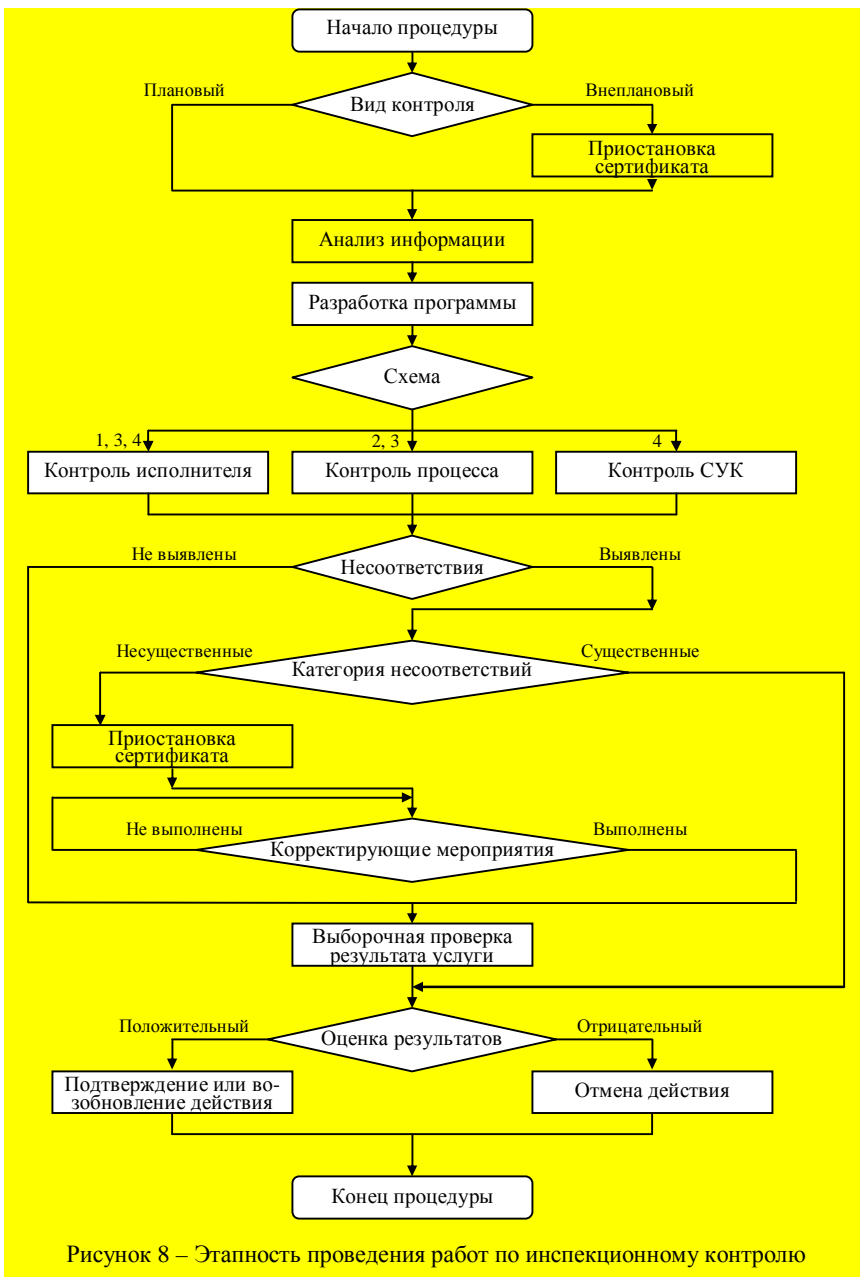 Начало процедуры
Плановый
Внеплановый
Вид контроля
Приостановка
сертификата
Анализ информации
Разработка программы
Схема
1, 3, 4
2, 3
4
Контроль исполнителя
Контроль процесса
Контроль СУК
Не выявлены
Выявлены
Несоответствия
Несущественные
Существенные
Категория несоответствий
Приостановка
сертификата
Не выполнены
Выполнены
Корректирующие мероприятия
Выборочная проверка
результата услуги
Положительный
Отрицательный
Оценка результатов
Подтверждение или во-
зобновление действия
Отмена действия
Конец процедуры
Рисунок 8 – Этапность проведения работ по инспекционному контролю